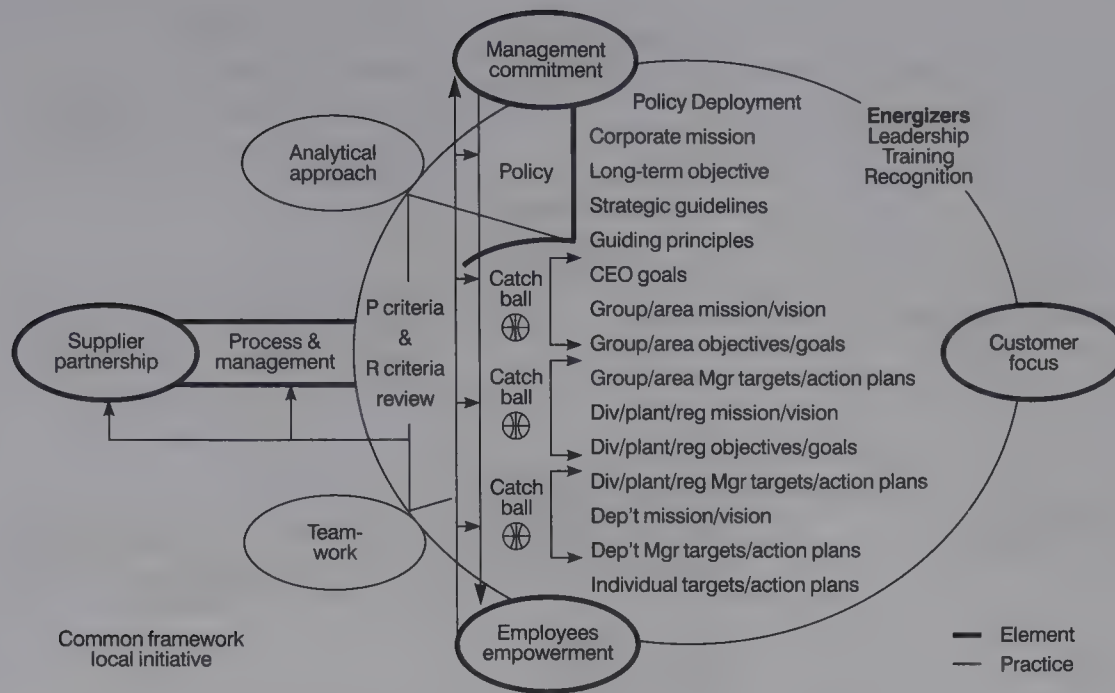 Management
commitment
Policy Deployment
Energizers
Leadership
Training
Recognition
Analytical
approach
Policy
Corporate mission
Long-term objective
Strategic guidelines
Guiding principles
CEO goals
Group/area mission/vision
Group/area objectives/goals
Group/area Mgr targets/action plans
Div/plant/reg mission/vision
Div/plant/reg objectives/goals
Div/plant/reg Mgr targets/action plans
Dep't mission/vision
Dep't Mgr targets/action plans
Individual targets/action plans
Catch
ball
Catch
ball
Catch
ball
P criteria
&
R criteria
review
Supplier
partnership
Process &
management
Customer
focus
Team-
work
Employees
empowerment
Common framework
local initiative
Element
Practice